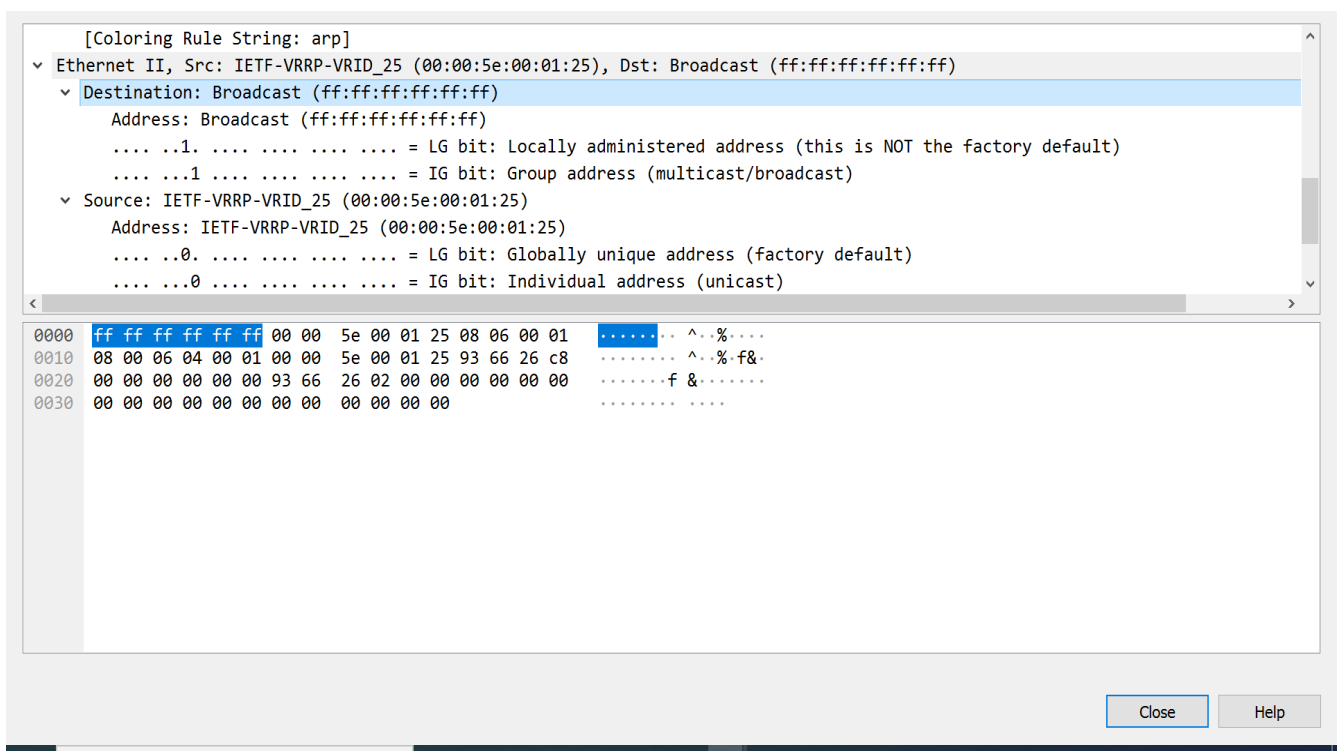 [Coloring Rule String: arp]
Ethernet II, Src: IETF-VRRP-VRID_25 (00:00:5e:00:01:25), Dst: Broadcast (ff:ff:ff:ff:ff:ff)
Destination: Broadcast (ff:ff:ff:ff:ff:ff)
Address: Broadcast (ff:ff:ff:ff:ff:ff)
.... ..1. .... .... .... .... = LG bit: Locally administered address (this is NOT the factory default)
.... ...1 .... .... .... .... = IG bit: Group address (multicast/broadcast)
Source: IETF-VRRP-VRID_25 (00:00:5e:00:01:25)
Address: IETF-VRRP-VRID_25 (00:00:5e:00:01:25)
.... ..0. .... .... .... .... = LG bit: Globally unique address (factory default)
.... ...0 .... .... .... .... = IG bit: Individual address (unicast)
0000 ff ff ff ff ff ff 00 00 5e 00 01 25 08 06 00 01 ········ ^··%····
0010 08 00 06 04 00 01 00 00 5e 00 01 25 93 66 26 c8 ········ ^··%·f&·
0020 00 00 00 00 00 00 93 66 26 02 00 00 00 00 00 00 ·······f &·······
0030 00 00 00 00 00 00 00 00 00 00 00 00 ········ ····
Close Help